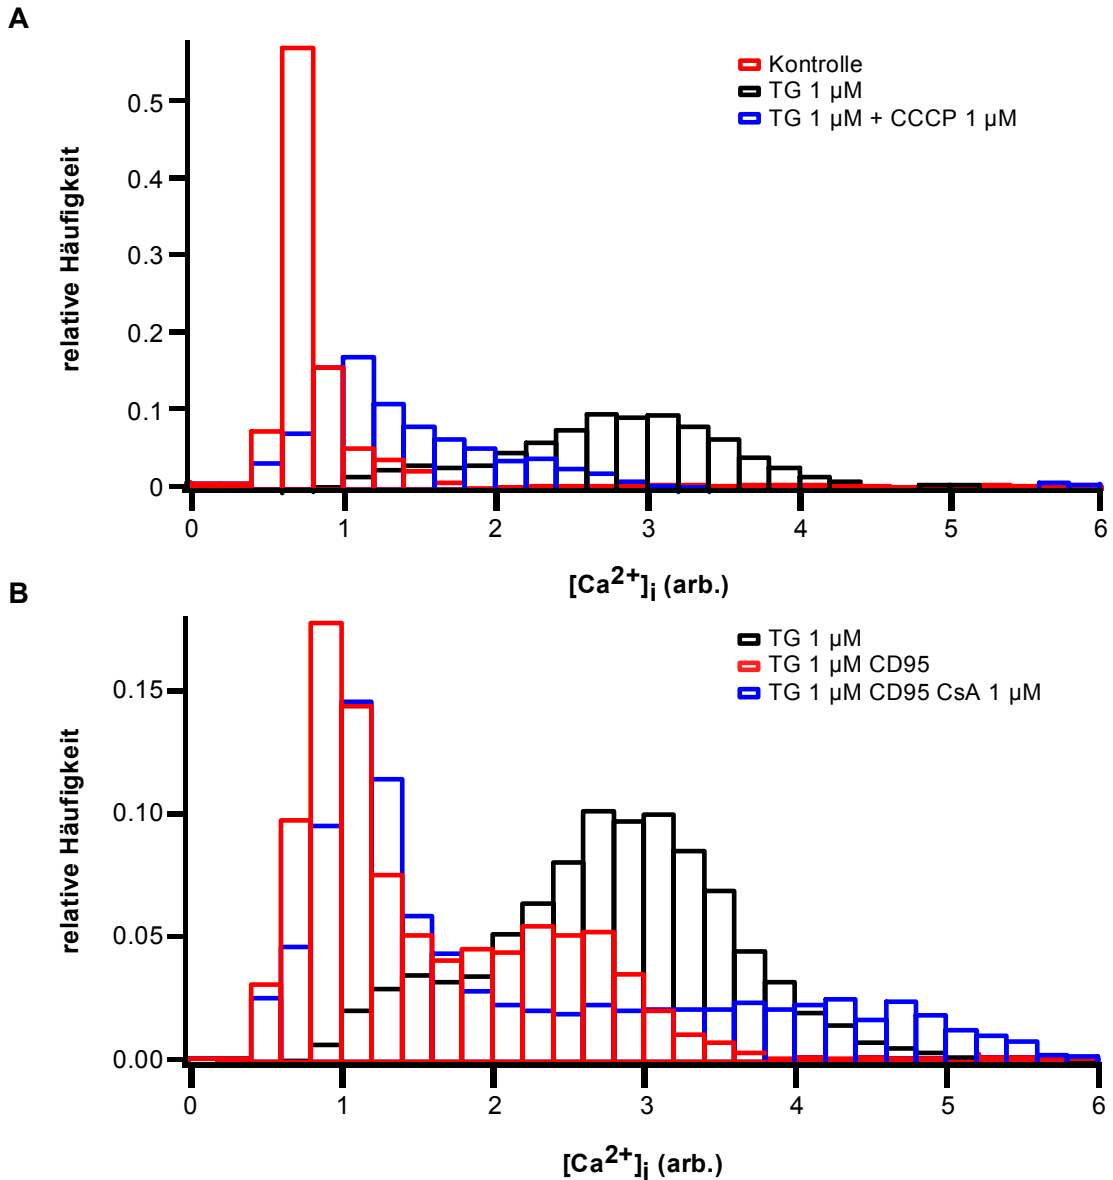 A
relative Häufigkeit
0.5
0.4
0.3
0.2
0.1
0
Kontrolle
TG 1 µM
TG 1 µM + CCCP 1 µM
0 1 2 3 4 5 6
[Ca2+]i (arb.)
B
relative Häufigkeit
0.15
0.10
0.05
0.00
TG 1 µM
TG 1 µM CD95
TG 1 µM CD95 CsA 1 µM
0 1 2 3 4 5 6
[Ca2+]i (arb.)